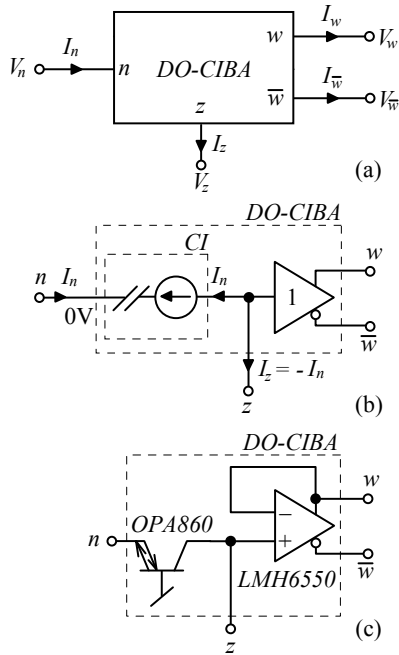 I_w
w
V_w
I_n
V_n
n
DO-CIBA
I_w̅
w̅
V_w̅
z
I_z
V_z
(a)
DO-CIBA
CI
n
I_n
I_n
w
1
0V
w̅
I_z = - I_n
z
(b)
DO-CIBA
w
OPA860
−
n
+
w̅
LMH6550
z
(c)